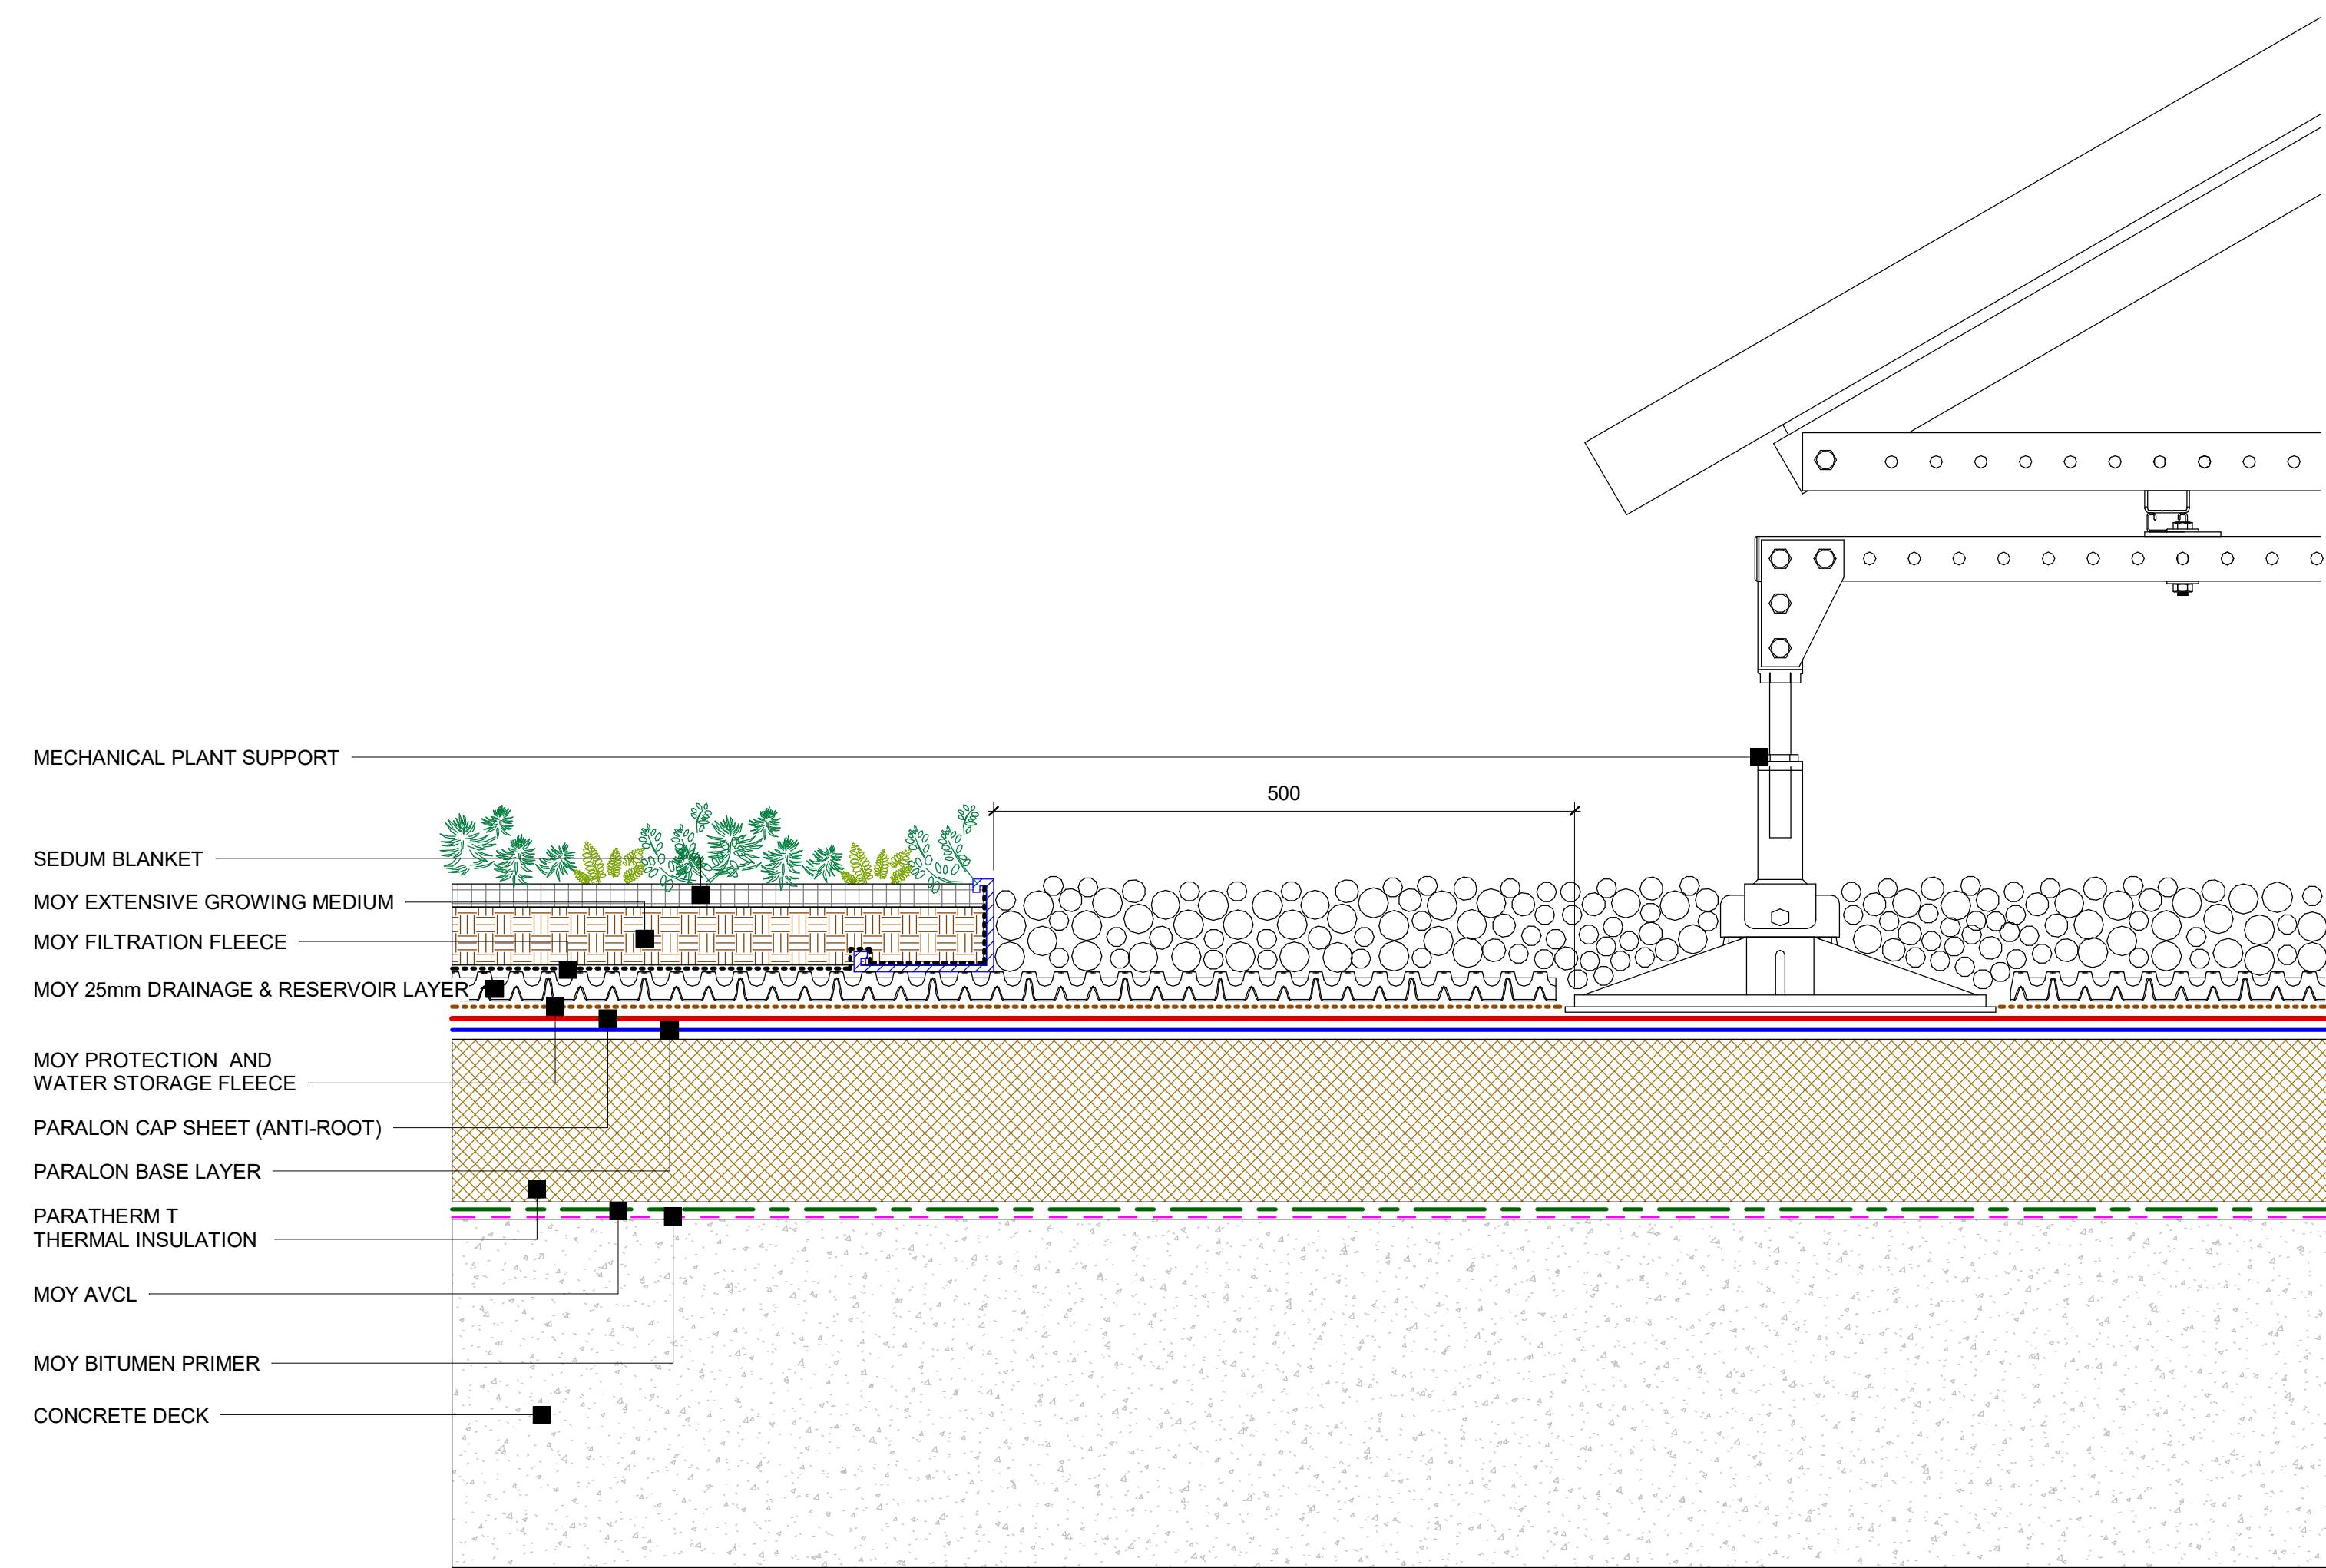 MECHANICAL PLANT SUPPORT
500
SEDUM BLANKET
MOY EXTENSIVE GROWING MEDIUM
MOY FILTRATION FLEECE
MOY 25mm DRAINAGE & RESERVOIR LAYER
MOY PROTECTION AND
WATER STORAGE FLEECE
PARALON CAP SHEET (ANTI-ROOT)
PARALON BASE LAYER
PARATHERM T
THERMAL INSULATION
MOY AVCL
MOY BITUMEN PRIMER
CONCRETE DECK